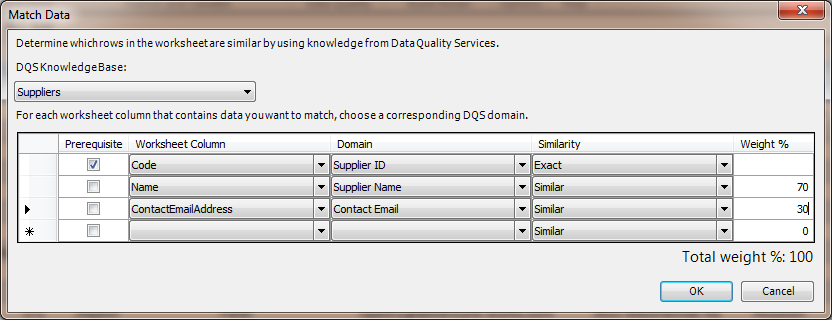 Match Data
Determine which rows in the worksheet are similar by using knowledge from Data Quality Services.
DQS Knowledge Base:
Suppliers
For each worksheet column that contains data you want to match, choose a corresponding DQS domain.
Prerequisite Worksheet Column Domain Similarity Weight %
Code Supplier ID Exact
Name Supplier Name Similar 70
ContactEmailAddress Contact Email Similar 30
Similar 0
Total weight %: 100
OK Cancel